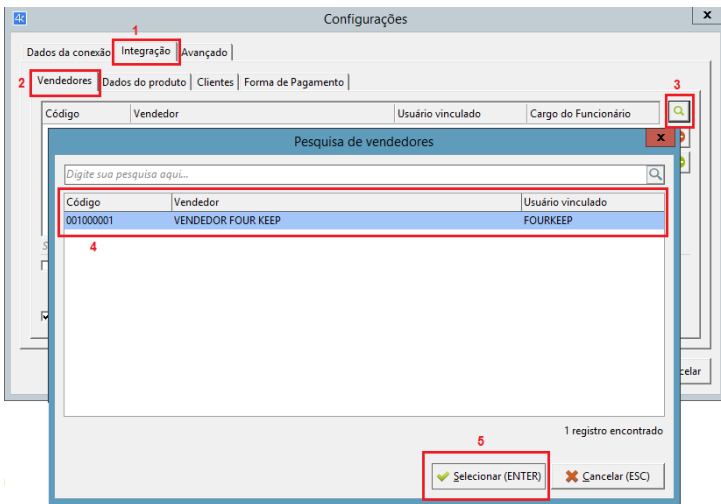 4k Configurações x
1
Dados da conexão Integração Avançado
2 Vendedores Dados do produto Clientes Forma de Pagamento
3
Código Vendedor Usuário vinculado Cargo do Funcionário
Pesquisa de vendedores x
Digite sua pesquisa aqui...
Código Vendedor Usuário vinculado
001000001 VENDEDOR FOUR KEEP FOURKEEP
4
celar
1 registro encontrado
5
Selecionar (ENTER) Cancelar (ESC)